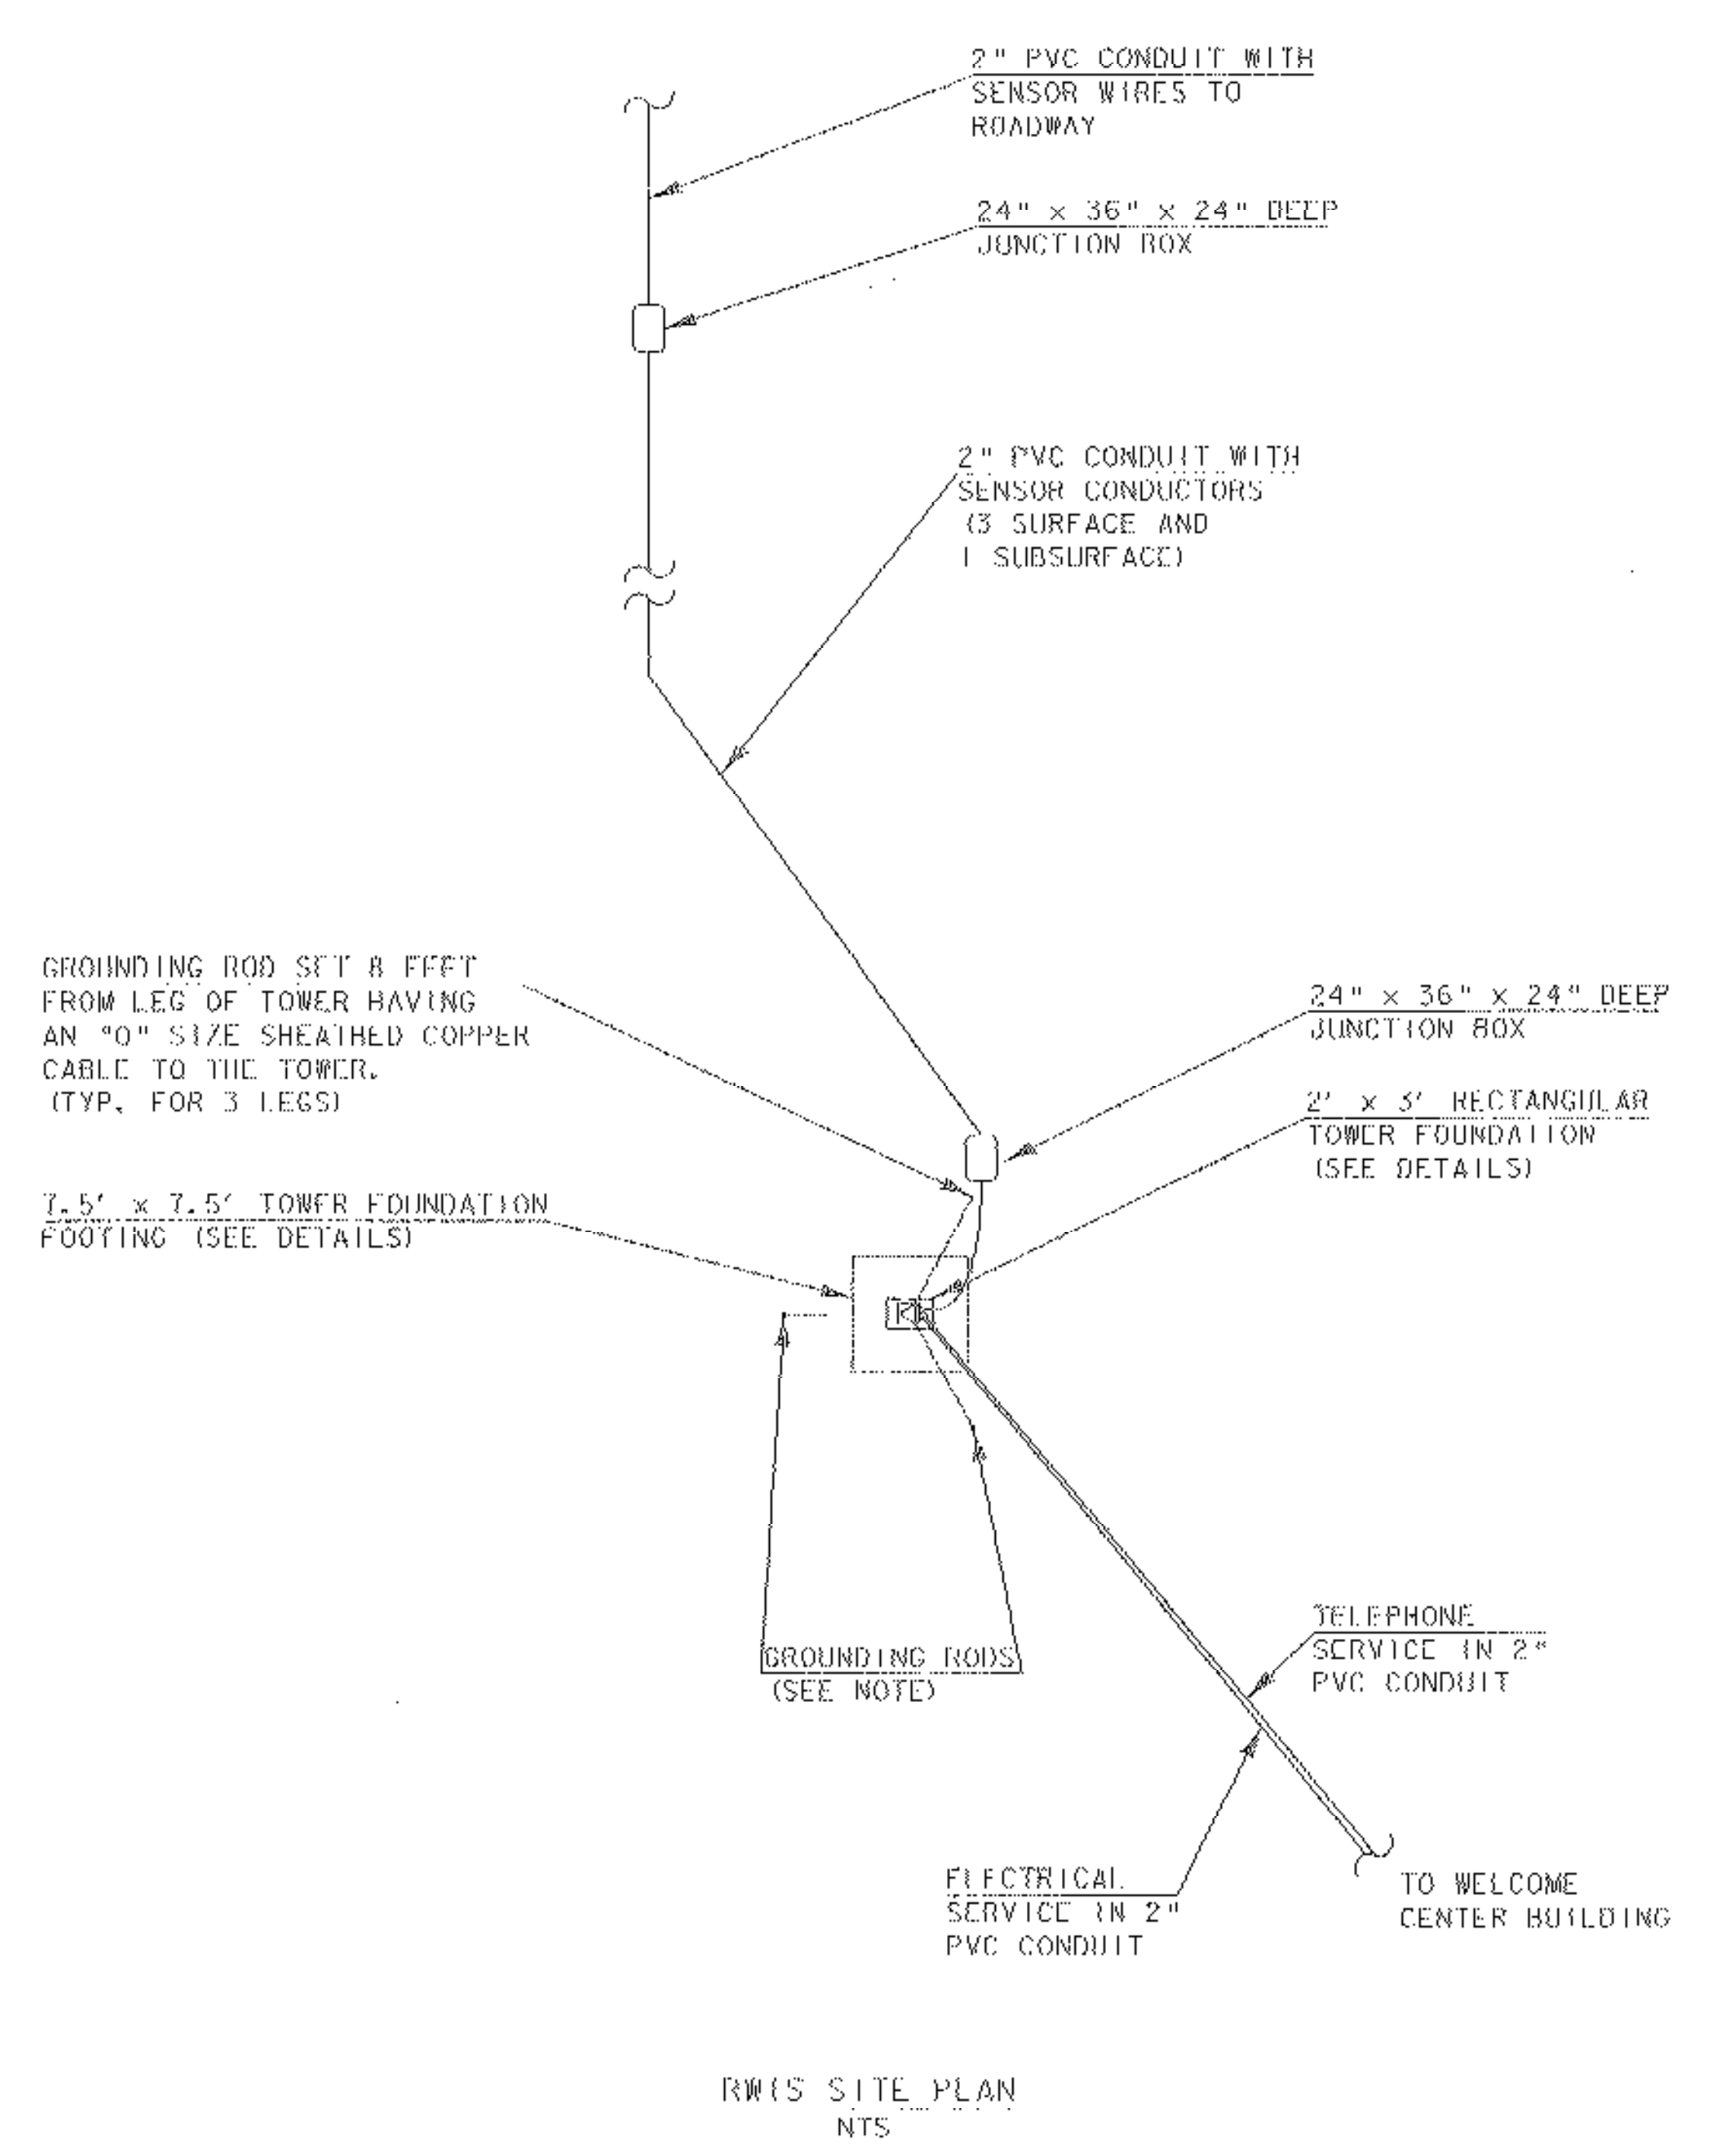 2" PVC CONDUIT WITH
SENSOR WIRES TO
ROADWAY
24" x 36" x 24" DEEP
JUNCTION BOX
2" PVC CONDUIT WITH
SENSOR CONDUCTORS
(3 SURFACE AND
1 SUBSURFACE)
GROUNDING ROD SET 8 FEET
FROM LEG OF TOWER HAVING
AN "0" SIZE SHEATHED COPPER
CABLE TO THE TOWER.
(TYP. FOR 3 LEGS)
24" x 36" x 24" DEEP
JUNCTION BOX
2' x 3' RECTANGULAR
TOWER FOUNDATION
(SEE DETAILS)
7.5' x 7.5' TOWER FOUNDATION
FOOTING (SEE DETAILS)
GROUNDING RODS
(SEE NOTE)
TELEPHONE
SERVICE IN 2"
PVC CONDUIT
ELECTRICAL
SERVICE IN 2"
PVC CONDUIT
TO WELCOME
CENTER BUILDING
RWIS SITE PLAN
NTS